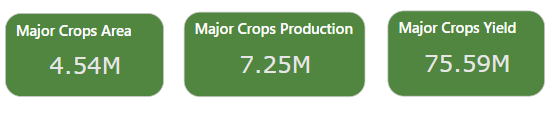 Major Crops Area
4.54M
Major Crops Production
7.25M
Major Crops Yield
75.59M